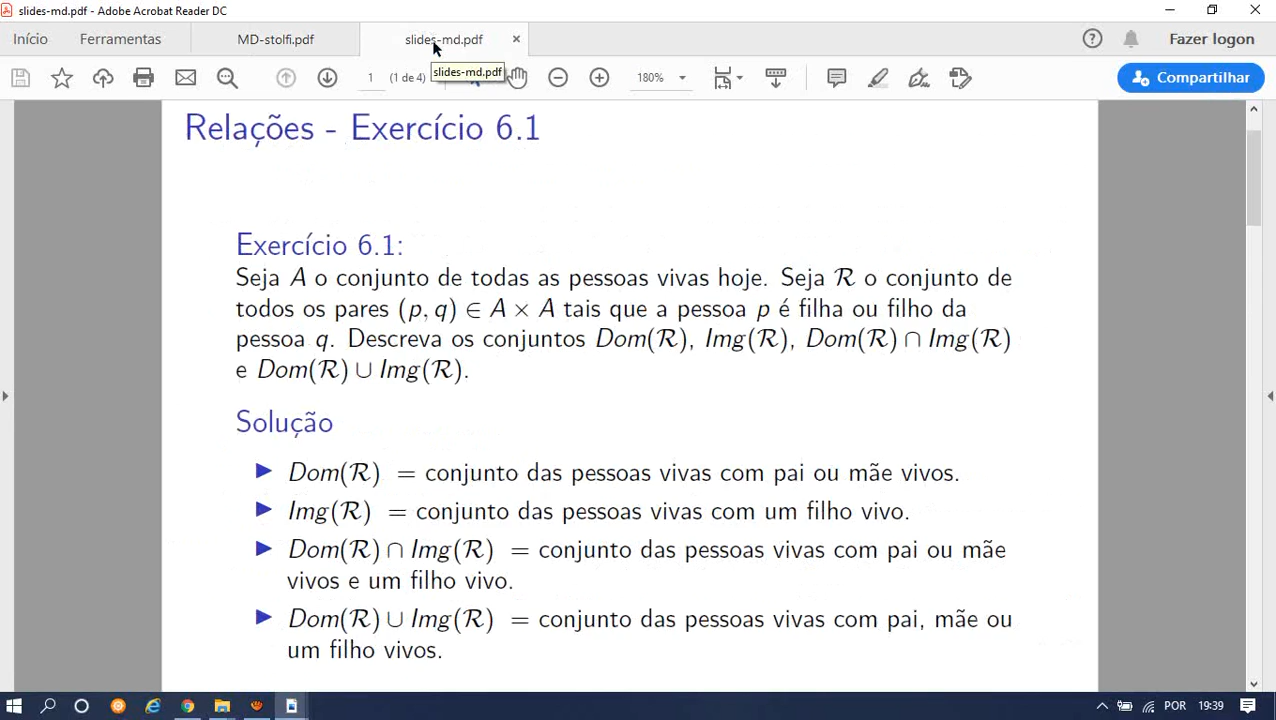 slides-md.pdf - Adobe Acrobat Reader DC
Início Ferramentas MD-stolfi.pdf slides-md.pdf × ? Fazer logon
1 (1 de 4) 180% Compartilhar
slides-md.pdf
Relações - Exercício 6.1
Exercício 6.1:
Seja A o conjunto de todas as pessoas vivas hoje. Seja ℛ o conjunto de
todos os pares (p, q) ∈ A × A tais que a pessoa p é filha ou filho da
pessoa q. Descreva os conjuntos Dom(ℛ), Img(ℛ), Dom(ℛ) ∩ Img(ℛ)
e Dom(ℛ) ∪ Img(ℛ).
Solução
▶ Dom(ℛ) = conjunto das pessoas vivas com pai ou mãe vivos.
▶ Img(ℛ) = conjunto das pessoas vivas com um filho vivo.
▶ Dom(ℛ) ∩ Img(ℛ) = conjunto das pessoas vivas com pai ou mãe
vivos e um filho vivo.
▶ Dom(ℛ) ∪ Img(ℛ) = conjunto das pessoas vivas com pai, mãe ou
um filho vivos.
POR 19:39